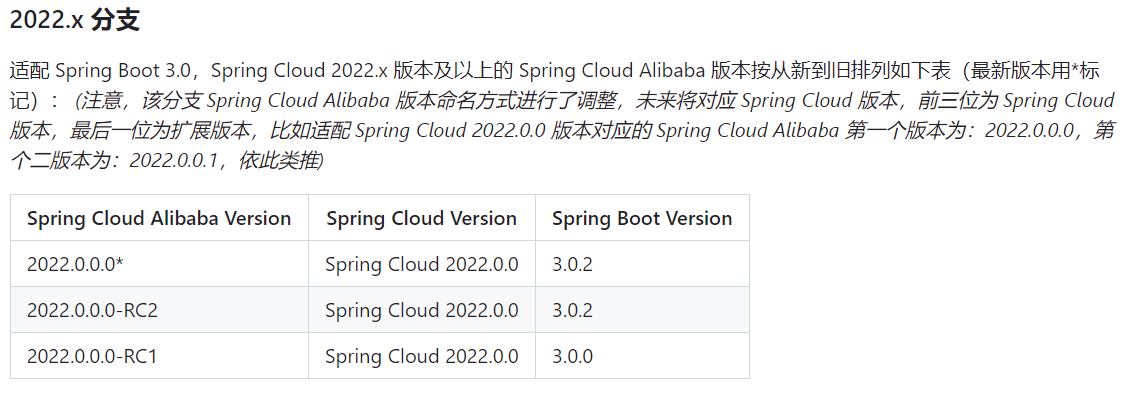 2022.x 分支
适配 Spring Boot 3.0，Spring Cloud 2022.x 版本及以上的 Spring Cloud Alibaba 版本按从新到旧排列如下表（最新版本用*标
记）： (注意，该分支 Spring Cloud Alibaba 版本命名方式进行了调整，未来将对应 Spring Cloud 版本，前三位为 Spring Cloud
版本，最后一位为扩展版本，比如适配 Spring Cloud 2022.0.0 版本对应的 Spring Cloud Alibaba 第一个版本为：2022.0.0.0，第
个二版本为：2022.0.0.1，依此类推)
Spring Cloud Alibaba Version Spring Cloud Version Spring Boot Version
2022.0.0.0* Spring Cloud 2022.0.0 3.0.2
2022.0.0.0-RC2 Spring Cloud 2022.0.0 3.0.2
2022.0.0.0-RC1 Spring Cloud 2022.0.0 3.0.0